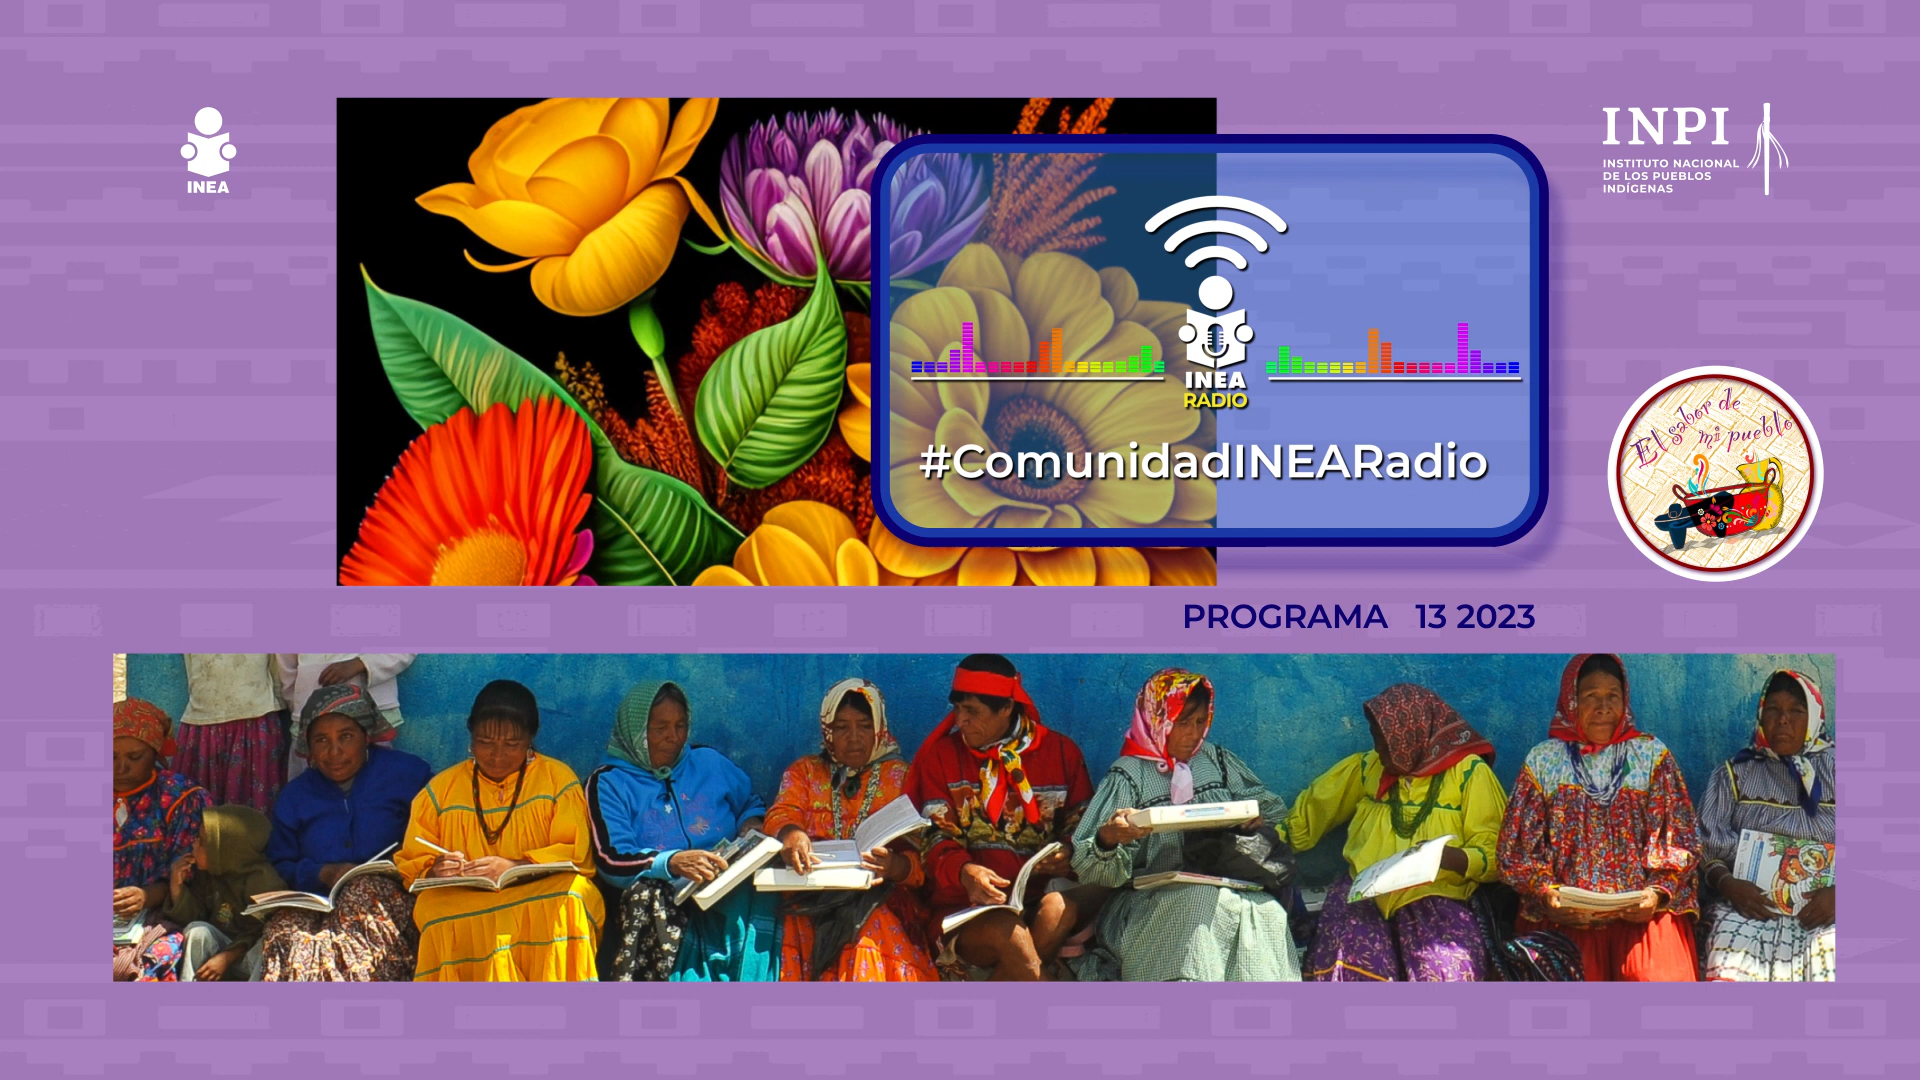 INEA
INPI
INSTITUTO NACIONAL
DE LOS PUEBLOS
INDÍGENAS
INEA
RADIO
#ComunidadINEARadio
El sabor de
mi pueblo
PROGRAMA 13 2023